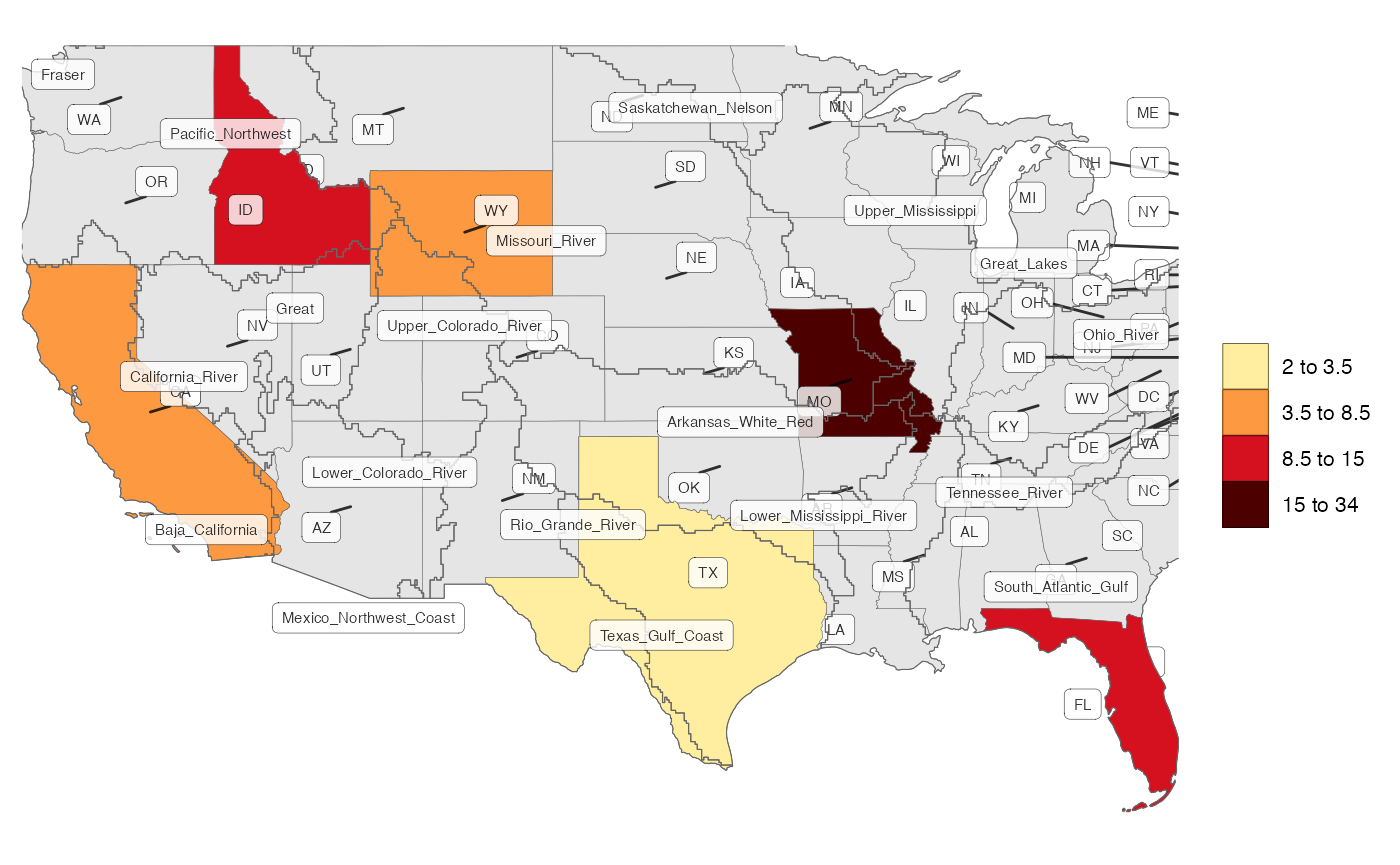 Fraser
WA
Pacific_Northwest
MT
ND
Saskatchewan_Nelson
MN
ME
OR
ID
WY
SD
WI
NH
VT
MI
NY
Upper_Mississippi
Missouri_River
NE
MA
Great_Lakes
RI
CT
IA
IL
IN
OH
Great
NV
Upper_Colorado_River
CO
Ohio_River
PA
NJ
MD
KS
UT
California_River
CA
MO
WV
DC
Arkansas_White_Red
KY
DE
VA
Lower_Colorado_River
NM
OK
TN
Tennessee_River
NC
Baja_California
AZ
Rio_Grande_River
AR
Lower_Mississippi_River
AL
SC
TX
MS
GA
South_Atlantic_Gulf
Mexico_Northwest_Coast
Texas_Gulf_Coast
LA
FL
2 to 3.5
3.5 to 8.5
8.5 to 15
15 to 34